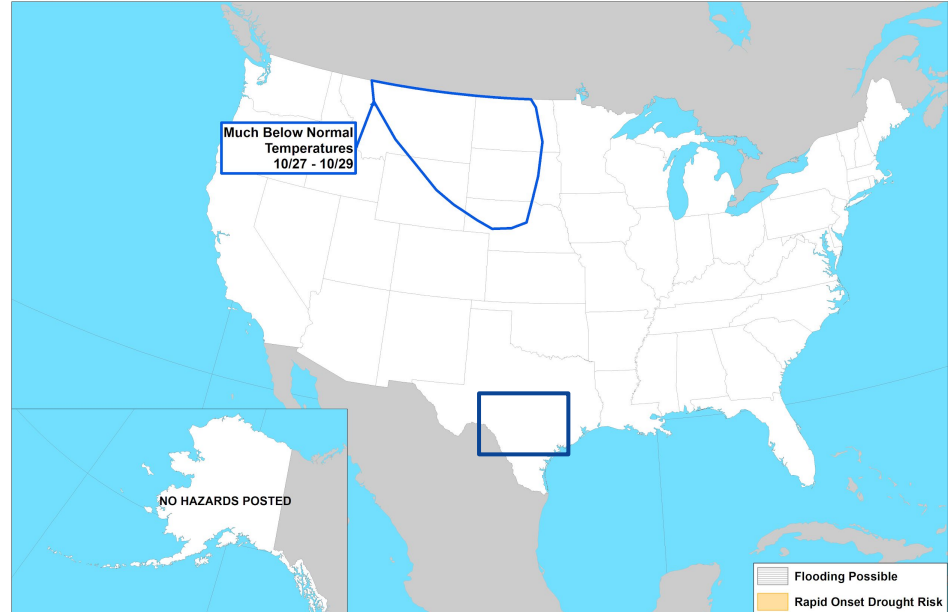 Much Below Normal
Temperatures
10/27 - 10/29
NO HAZARDS POSTED
Flooding Possible
Rapid Onset Drought Risk